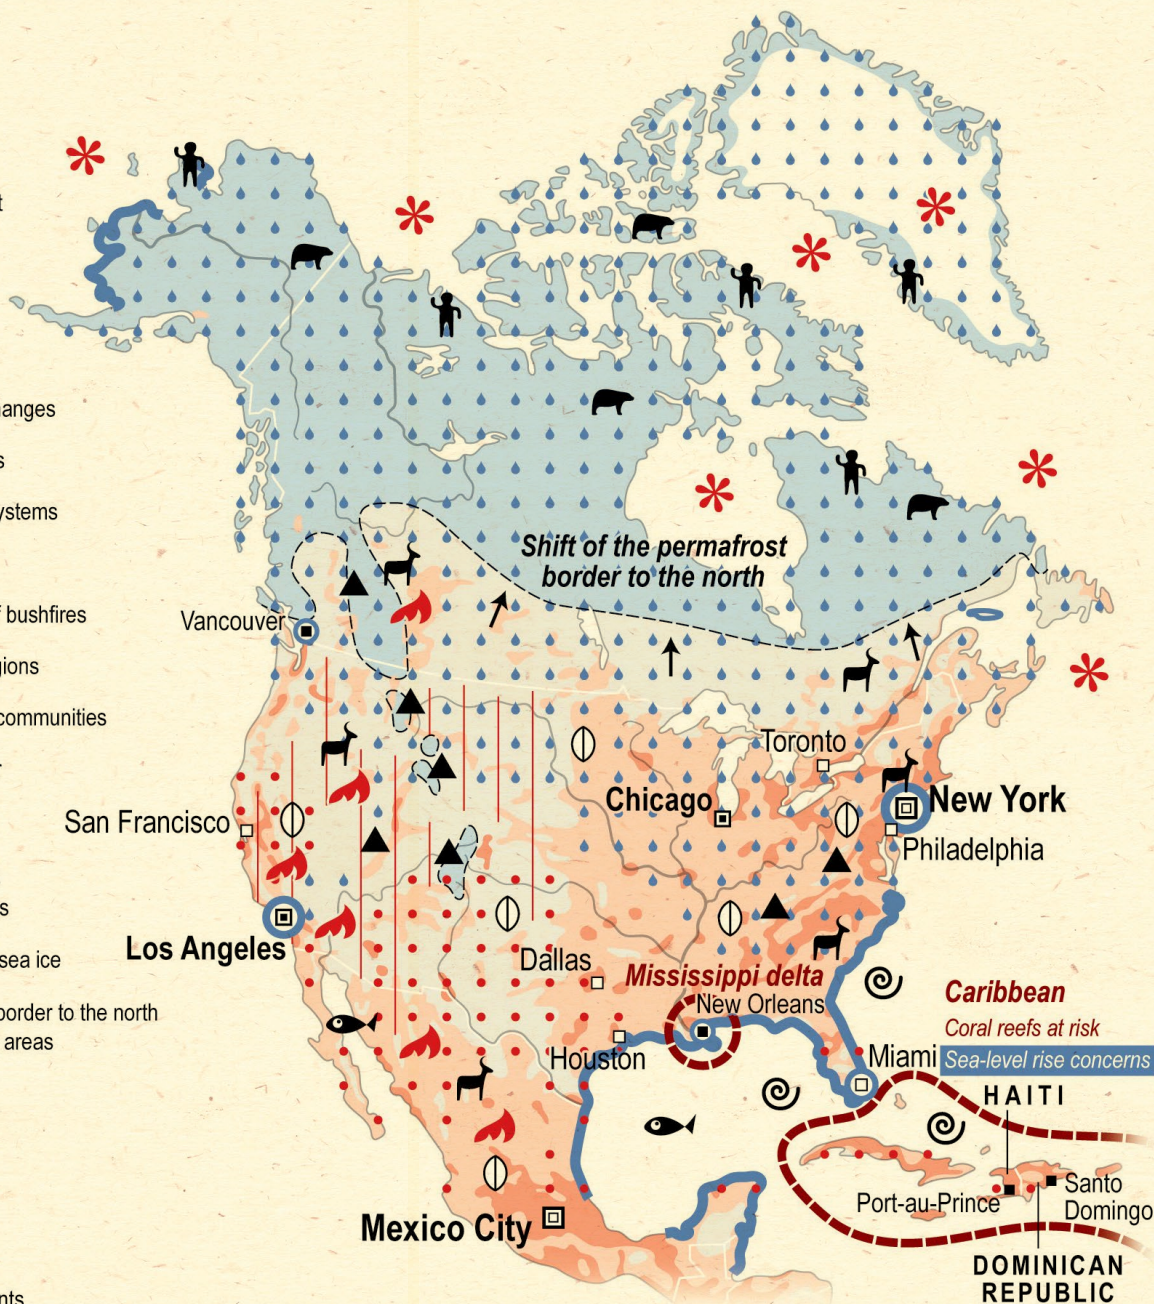 t
anges
s
ystems
f bushfires
gions
communities
.
s
sea ice
border to the north
areas
nts
Shift of the permafrost
border to the north
Vancouver
Toronto
Chicago
New York
San Francisco
Philadelphia
Los Angeles
Dallas
Mississippi delta
New Orleans
Caribbean
Coral reefs at risk
Houston
Miami
Sea-level rise concerns
HAITI
Port-au-Prince
Santo
Domingo
Mexico City
DOMINICAN
REPUBLIC